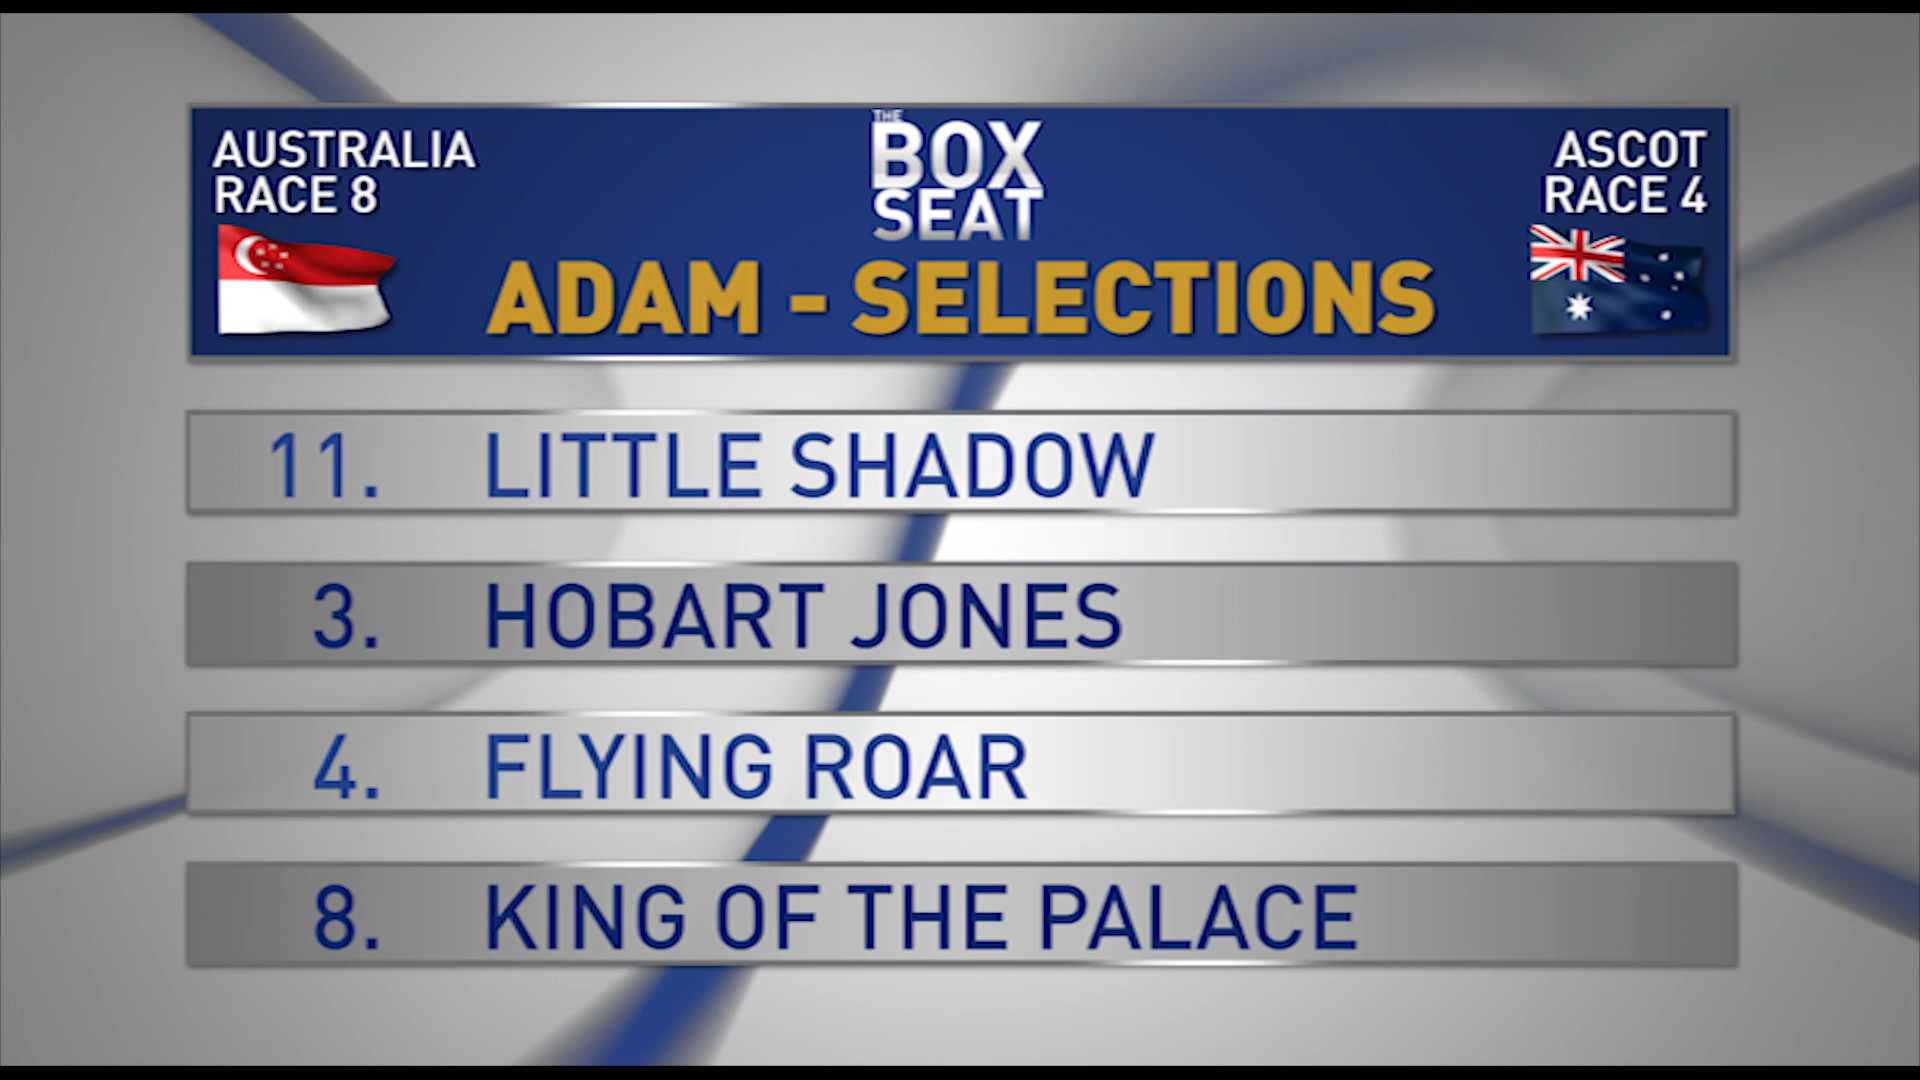 AUSTRALIA
RACE 8
THE
BOX
SEAT
ASCOT
RACE 4
ADAM - SELECTIONS
11. LITTLE SHADOW
3. HOBART JONES
4. FLYING ROAR
8. KING OF THE PALACE